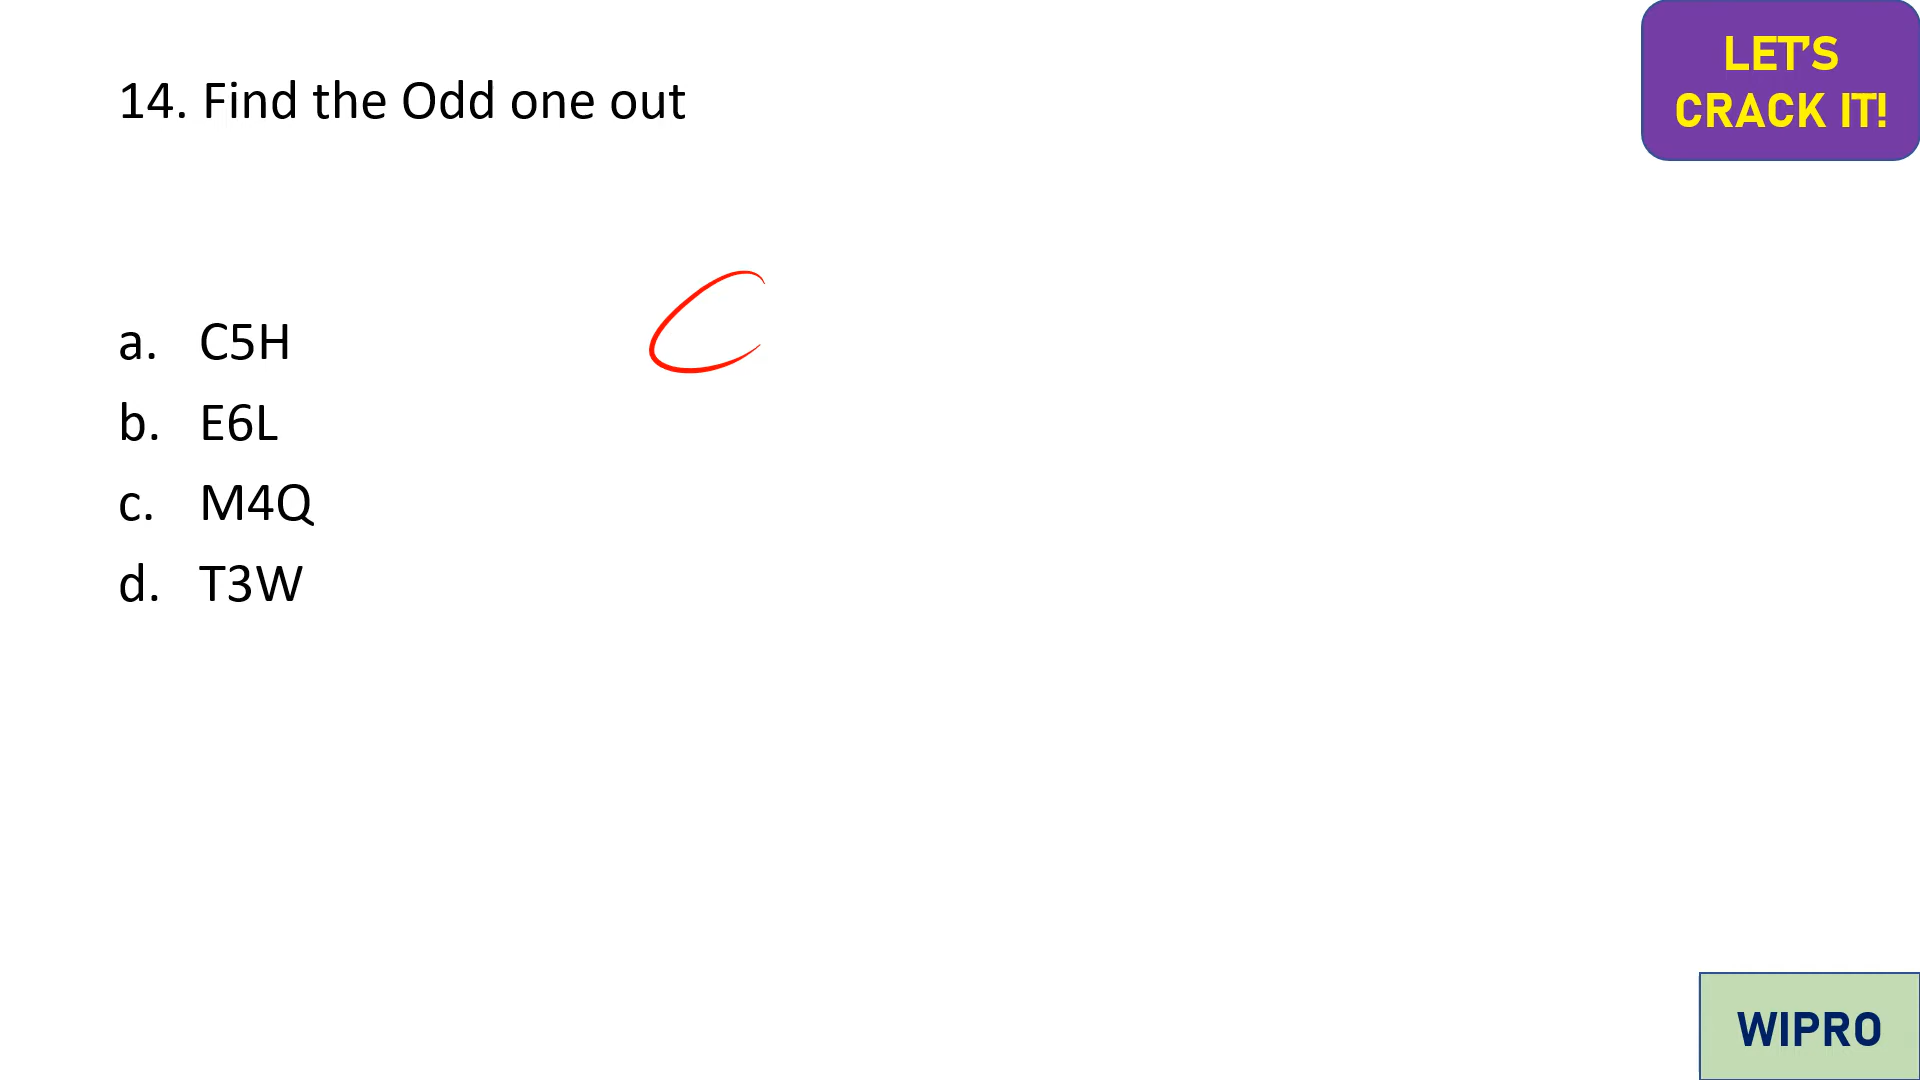 14. Find the Odd one out
LET'S
CRACK IT!
C
a. C5H
b. E6L
c. M4Q
d. T3W
WIPRO